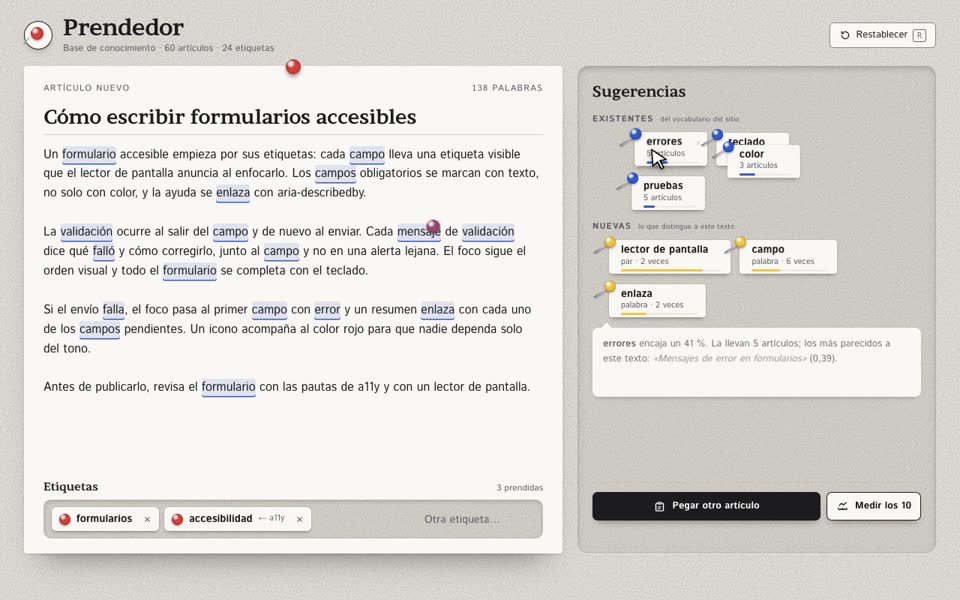 Prendedor
Base de conocimiento · 60 artículos · 24 etiquetas
Restablecer R
ARTÍCULO NUEVO
138 PALABRAS
Cómo escribir formularios accesibles
Un formulario accesible empieza por sus etiquetas: cada campo lleva una etiqueta visible
que el lector de pantalla anuncia al enfocarlo. Los campos obligatorios se marcan con texto,
no solo con color, y la ayuda se enlaza con aria-describedby.
La validación ocurre al salir del campo y de nuevo al enviar. Cada mensaje de validación
dice qué falló y cómo corregirlo, junto al campo y no en una alerta lejana. El foco sigue el
orden visual y todo el formulario se completa con el teclado.
Si el envío falla, el foco pasa al primer campo con error y un resumen enlaza con cada uno
de los campos pendientes. Un icono acompaña al color rojo para que nadie dependa solo
del tono.
Antes de publicarlo, revisa el formulario con las pautas de a11y y con un lector de pantalla.
Etiquetas
3 prendidas
formularios ×
accesibilidad ← a11y ×
Otra etiqueta…
Sugerencias
EXISTENTES del vocabulario del sitio
errores
5 artículos
teclado
color
3 artículos
pruebas
5 artículos
NUEVAS lo que distingue a este texto
lector de pantalla
par · 2 veces
campo
palabra · 6 veces
enlaza
palabra · 2 veces
errores encaja un 41 %. La llevan 5 artículos; los más parecidos a
este texto: «Mensajes de error en formularios» (0,39).
Pegar otro artículo
Medir los 10